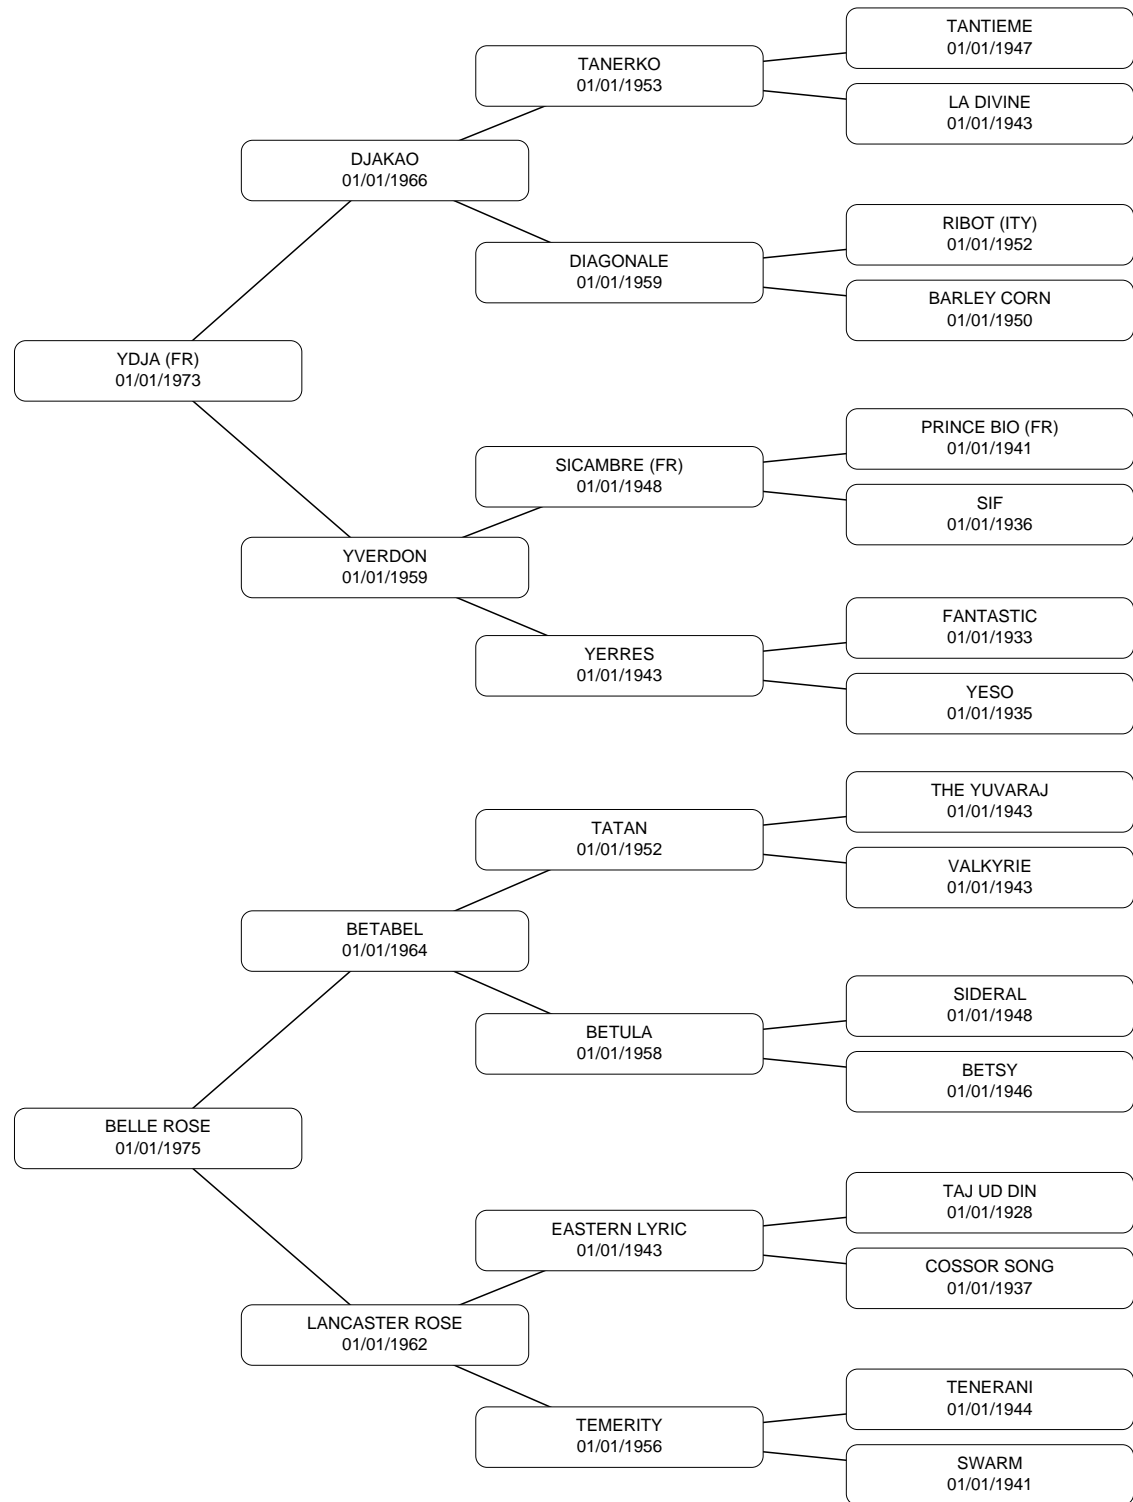 TANTIEME
01/01/1947
TANERKO
01/01/1953
LA DIVINE
01/01/1943
DJAKAO
01/01/1966
RIBOT (ITY)
01/01/1952
DIAGONALE
01/01/1959
BARLEY CORN
01/01/1950
YDJA (FR)
01/01/1973
PRINCE BIO (FR)
01/01/1941
SICAMBRE (FR)
01/01/1948
SIF
01/01/1936
YVERDON
01/01/1959
FANTASTIC
01/01/1933
YERRES
01/01/1943
YESO
01/01/1935
THE YUVARAJ
01/01/1943
TATAN
01/01/1952
VALKYRIE
01/01/1943
BETABEL
01/01/1964
SIDERAL
01/01/1948
BETULA
01/01/1958
BETSY
01/01/1946
BELLE ROSE
01/01/1975
TAJ UD DIN
01/01/1928
EASTERN LYRIC
01/01/1943
COSSOR SONG
01/01/1937
LANCASTER ROSE
01/01/1962
TENERANI
01/01/1944
TEMERITY
01/01/1956
SWARM
01/01/1941